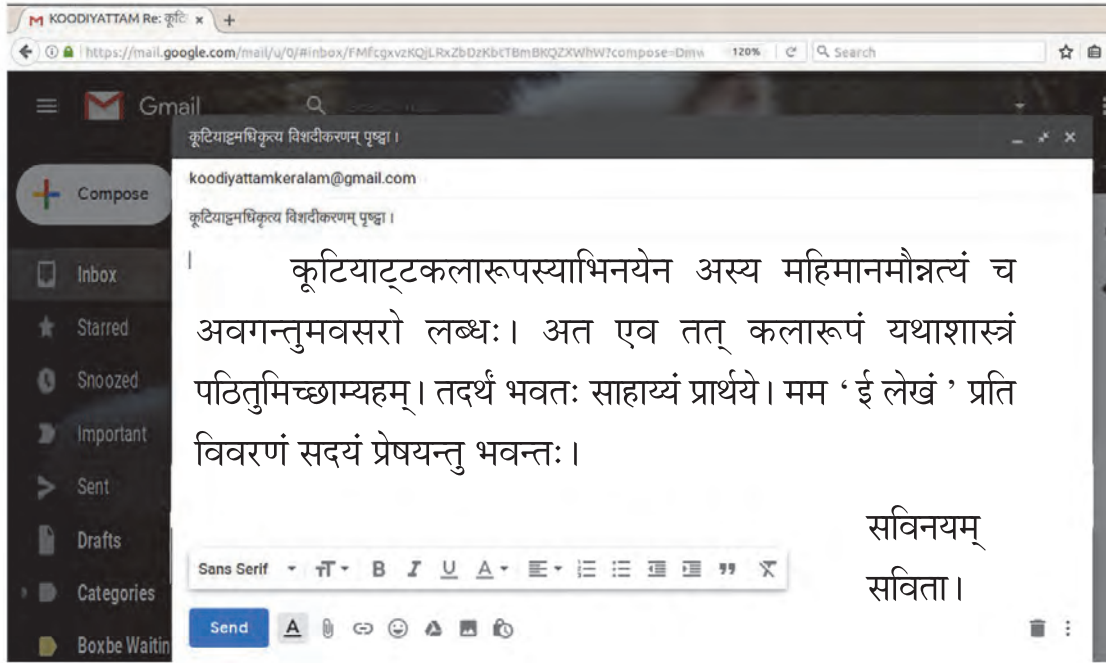 KOODIYATTAM Re: कूटि
https://mail.google.com/mail/u/0/#inbox/FMfcgxvzKQjLRxZbDzKbtTBmBKQZXWhW?compose=Dmw 120% Search
Gmail
कूटियाट्टमधिकृत्य विशदीकरणम् पृष्ट्वा ।
koodiyattamkeralam@gmail.com
Compose
कूटियाट्टमधिकृत्य विशदीकरणम् पृष्ट्वा ।
Inbox
कूटियाट्टकलारूपस्याभिनयेन अस्य महिमानमौन्नत्यं च
Starred
अवगन्तुमवसरो लब्धः। अत एव तत् कलारूपं यथाशास्त्रं
Snoozed
पठितुमिच्छाम्यहम्। तदर्थं भवतः साहाय्यं प्रार्थये। मम ‘ ई लेखं ’ प्रति
Important
विवरणं सदयं प्रेषयन्तु भवन्तः।
Sent
सविनयम्
Drafts
Sans Serif
सविता।
Categories
Send
Boxbe Waitin